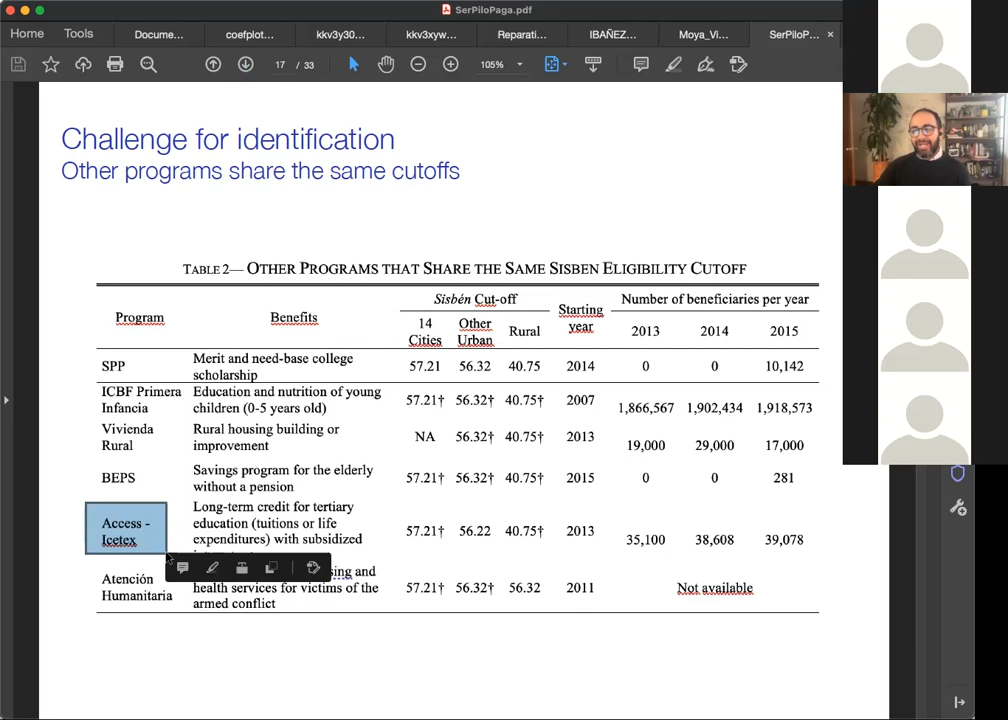 SerPiloPaga.pdf
Home Tools Docume... coefplot... kkv3y30... kkv3xyw... Reparati... IBAÑEZ... Moya_Vi... SerPiloP... ×
17 / 33 105%
Challenge for identification
Other programs share the same cutoffs
TABLE 2— OTHER PROGRAMS THAT SHARE THE SAME SISBEN ELIGIBILITY CUTOFF
Program Benefits Sisbén Cut-off Starting year Number of beneficiaries per year
14 Cities Other Urban Rural 2013 2014 2015
SPP Merit and need-base college scholarship 57.21 56.32 40.75 2014 0 0 10,142
ICBF Primera Infancia Education and nutrition of young children (0-5 years old) 57.21† 56.32† 40.75† 2007 1,866,567 1,902,434 1,918,573
Vivienda Rural Rural housing building or improvement NA 56.32† 40.75† 2013 19,000 29,000 17,000
BEPS Savings program for the elderly without a pension 57.21† 56.32† 40.75† 2015 0 0 281
Access - Icetex Long-term credit for tertiary education (tuitions or life expenditures) with subsidized 57.21† 56.22 40.75† 2013 35,100 38,608 39,078
Atención Humanitaria and health services for victims of the armed conflict 57.21† 56.32† 56.32 2011 Not available